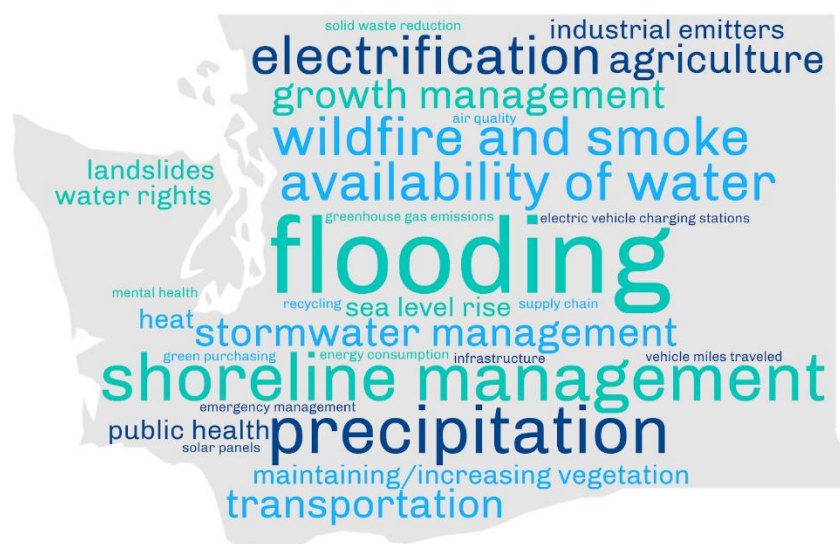 solid waste reduction
industrial emitters
electrification
agriculture
growth management
air quality
wildfire and smoke
landslides
availability of water
water rights
greenhouse gas emissions
electric vehicle charging stations
flooding
mental health
recycling
sea level rise
supply chain
heat
stormwater management
green purchasing
energy consumption
infrastructure
vehicle miles traveled
shoreline management
emergency management
public health
precipitation
solar panels
maintaining/increasing vegetation
transportation